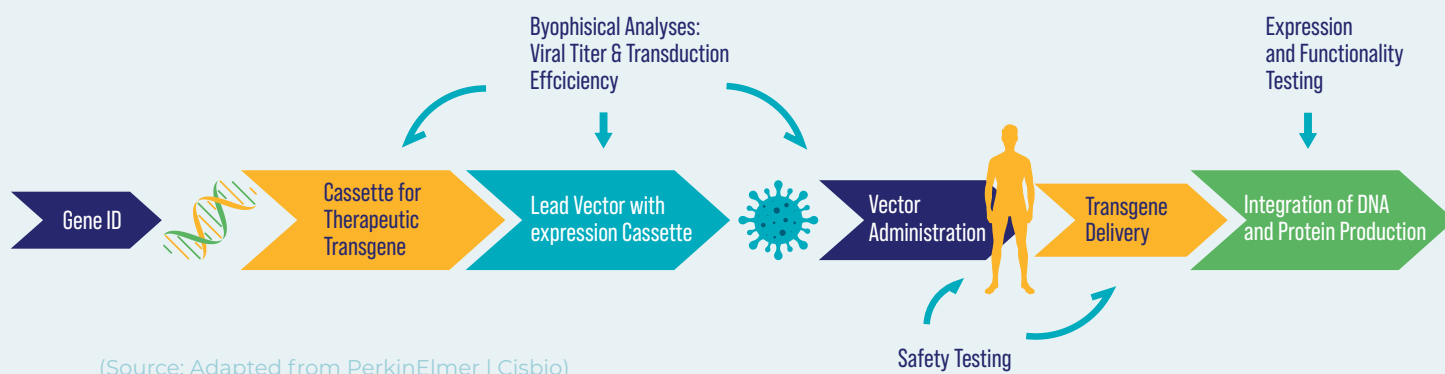 Byophisical Analyses:
Viral Titer & Transduction
Effciciency
Expression
and Functionality
Testing
Gene ID
Cassette for
Therapeutic
Transgene
Lead Vector with
expression Cassette
Vector
Administration
Transgene
Delivery
Integration of DNA
and Protein Production
Safety Testing
(Source: Adapted from PerkinElmer | Cisbio)